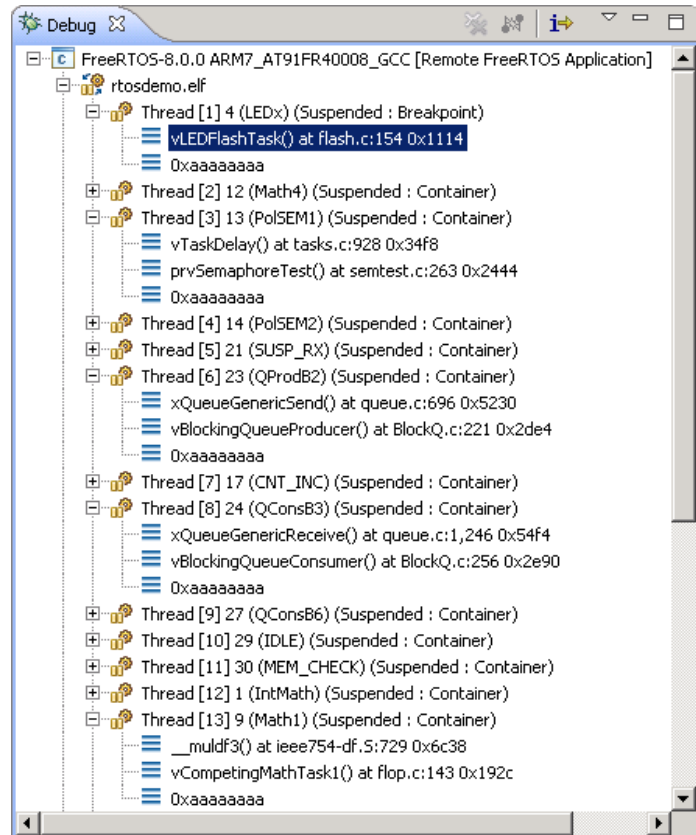 Debug
FreeRTOS-8.0.0 ARM7_AT91FR40008_GCC [Remote FreeRTOS Application]
rtosdemo.elf
Thread [1] 4 (LEDx) (Suspended : Breakpoint)
vLEDFlashTask() at flash.c:154 0x1114
0xaaaaaaaa
Thread [2] 12 (Math4) (Suspended : Container)
Thread [3] 13 (PolSEM1) (Suspended : Container)
vTaskDelay() at tasks.c:928 0x34f8
prvSemaphoreTest() at semtest.c:263 0x2444
0xaaaaaaaa
Thread [4] 14 (PolSEM2) (Suspended : Container)
Thread [5] 21 (SUSP_RX) (Suspended : Container)
Thread [6] 23 (QProdB2) (Suspended : Container)
xQueueGenericSend() at queue.c:696 0x5230
vBlockingQueueProducer() at BlockQ.c:221 0x2de4
0xaaaaaaaa
Thread [7] 17 (CNT_INC) (Suspended : Container)
Thread [8] 24 (QConsB3) (Suspended : Container)
xQueueGenericReceive() at queue.c:1,246 0x54f4
vBlockingQueueConsumer() at BlockQ.c:256 0x2e90
0xaaaaaaaa
Thread [9] 27 (QConsB6) (Suspended : Container)
Thread [10] 29 (IDLE) (Suspended : Container)
Thread [11] 30 (MEM_CHECK) (Suspended : Container)
Thread [12] 1 (IntMath) (Suspended : Container)
Thread [13] 9 (Math1) (Suspended : Container)
__muldf3() at ieee754-df.S:729 0x6c38
vCompetingMathTask1() at flop.c:143 0x192c
0xaaaaaaaa